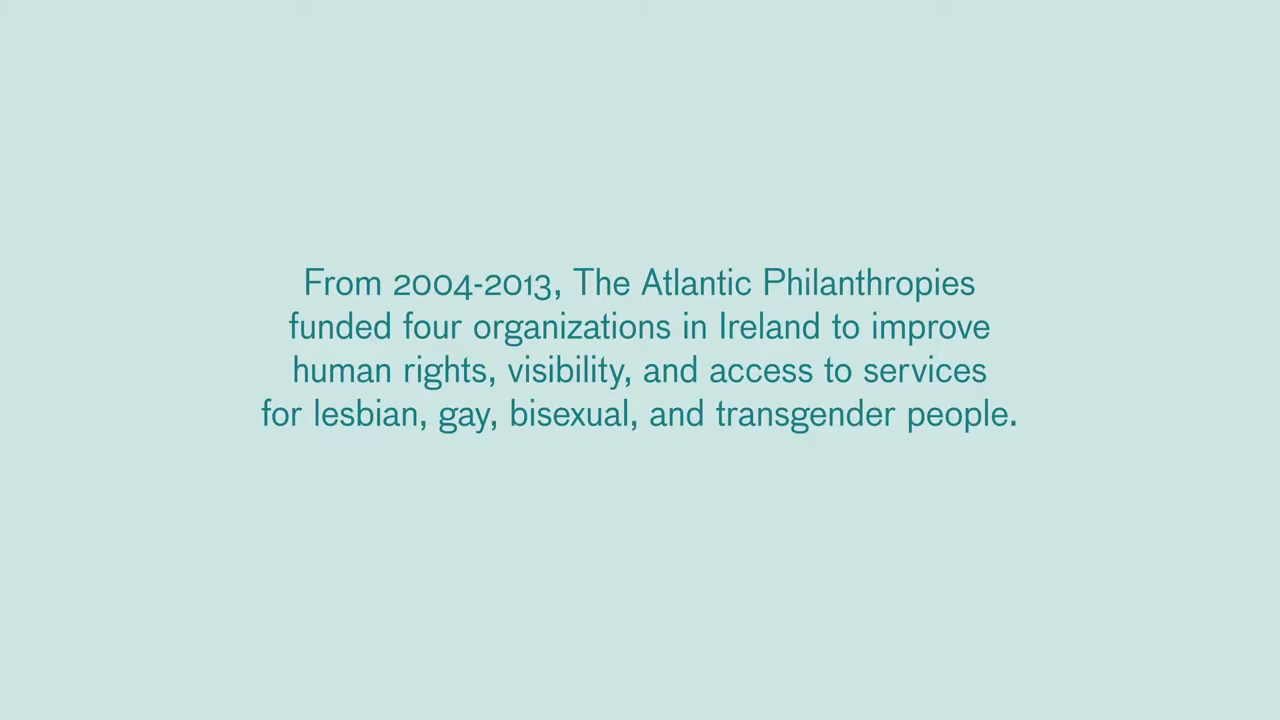 From 2004-2013, The Atlantic Philanthropies
funded four organizations in Ireland to improve
human rights, visibility, and access to services
for lesbian, gay, bisexual, and transgender people.